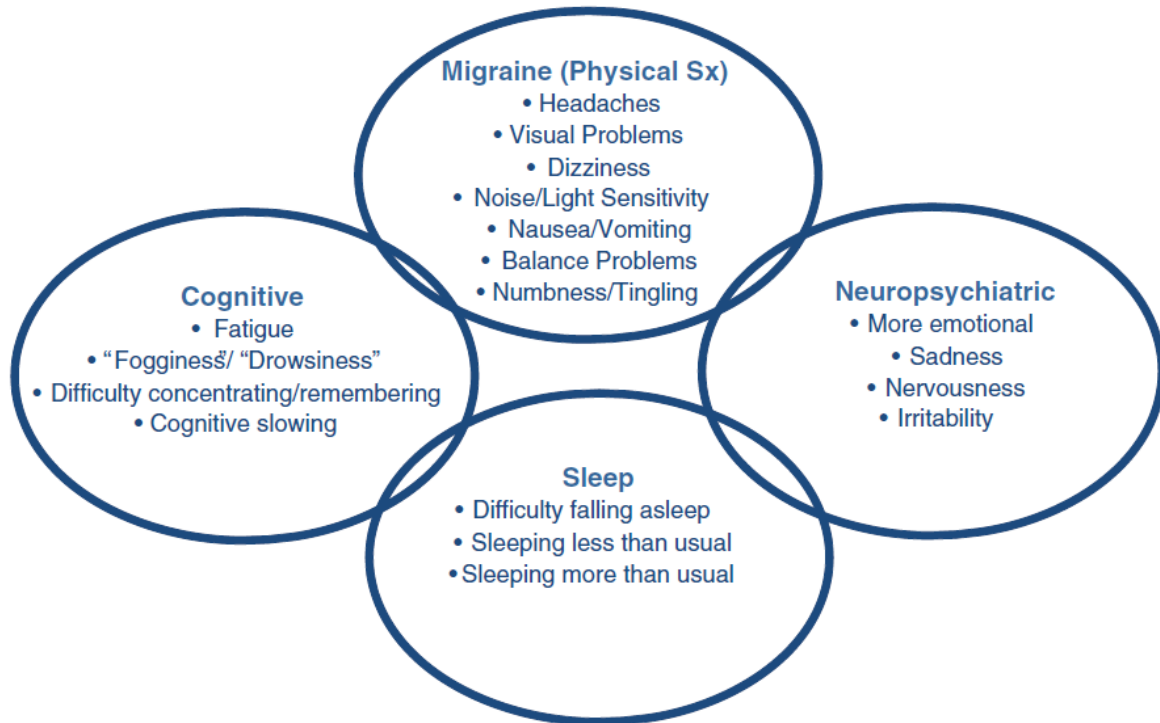 Migraine (Physical Sx)
• Headaches
• Visual Problems
• Dizziness
• Noise/Light Sensitivity
• Nausea/Vomiting
• Balance Problems
• Numbness/Tingling
Cognitive
• Fatigue
• “Fogginess”/ “Drowsiness”
• Difficulty concentrating/remembering
• Cognitive slowing
Neuropsychiatric
• More emotional
• Sadness
• Nervousness
• Irritability
Sleep
• Difficulty falling asleep
• Sleeping less than usual
• Sleeping more than usual